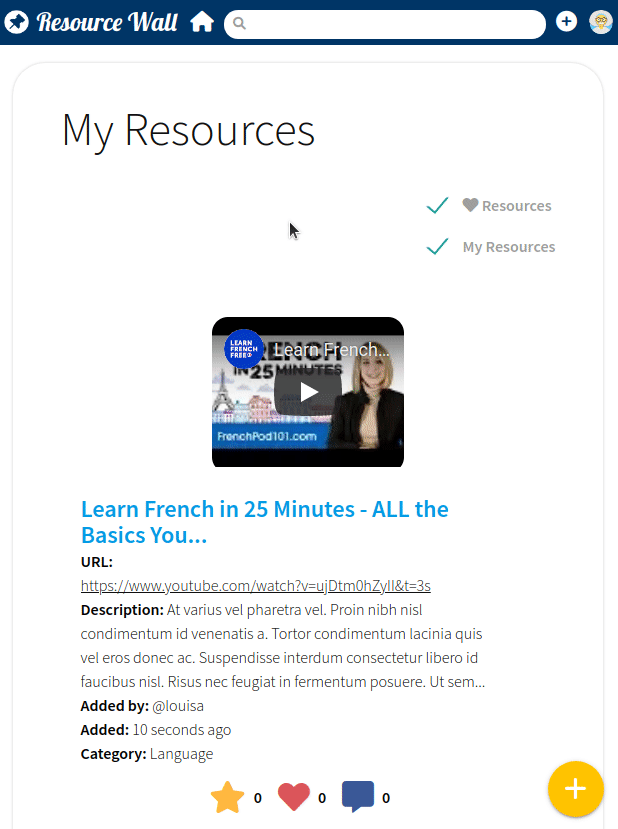 Resource Wall
My Resources
Resources
My Resources
LEARN
FRENCH
FREE
Learn French...
FRENCH
IN 25 MINUTES
FrenchPod101.com
Learn French in 25 Minutes - ALL the
Basics You...
URL:
https://www.youtube.com/watch?v=ujDtm0hZyII&t=3s
Description: At varius vel pharetra vel. Proin nibh nisl
condimentum id venenatis a. Tortor condimentum lacinia quis
vel eros donec ac. Suspendisse interdum consectetur libero id
faucibus nisl. Risus nec feugiat in fermentum posuere. Ut sem...
Added by: @louisa
Added: 10 seconds ago
Category: Language
0 0 0